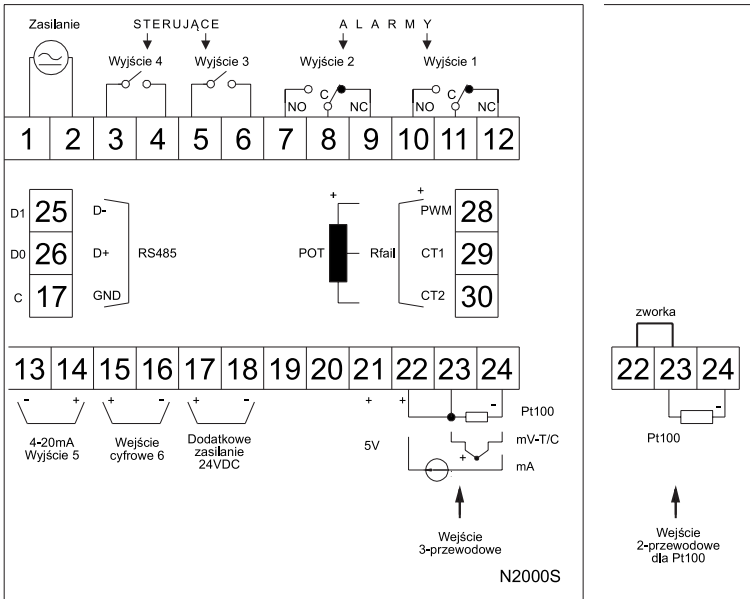 Zasilanie
STERUJĄCE
A L A R M Y
Wyjście 4
Wyjście 3
Wyjście 2
Wyjście 1
NO
C
NC
NO
C
NC
1 2 3 4 5 6 7 8 9 10 11 12
D1 25 D-
D0 26 D+ RS485
C 17 GND
+
POT
Rfail
+
PWM 28
CT1 29
CT2 30
13 14 15 16 17 18 19 20 21 22 23 24
- + + - + - + + -
4-20mA
Wyjście 5
Wejście
cyfrowe 6
Dodatkowe
zasilanie
24VDC
5V
Pt100
+ mV-T/C
mA
Wejście
3-przewodowe
N2000S
zworka
22 23 24
-
Pt100
Wejście
2-przewodowe
dla Pt100